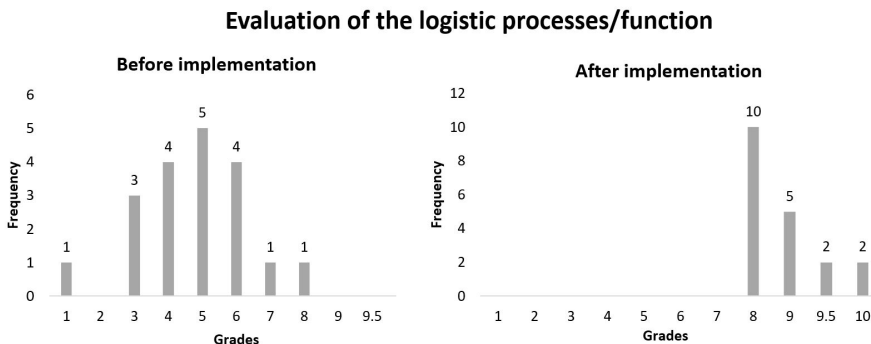 Evaluation of the logistic processes/function
Before implementation
Frequency
6
5
4
3
2
1
0
1
3
4
5
4
1
1
1 2 3 4 5 6 7 8 9 9.5
Grades
After implementation
Frequency
12
10
8
6
4
2
0
10
5
2
2
1 2 3 4 5 6 7 8 9 9.5 10
Grades